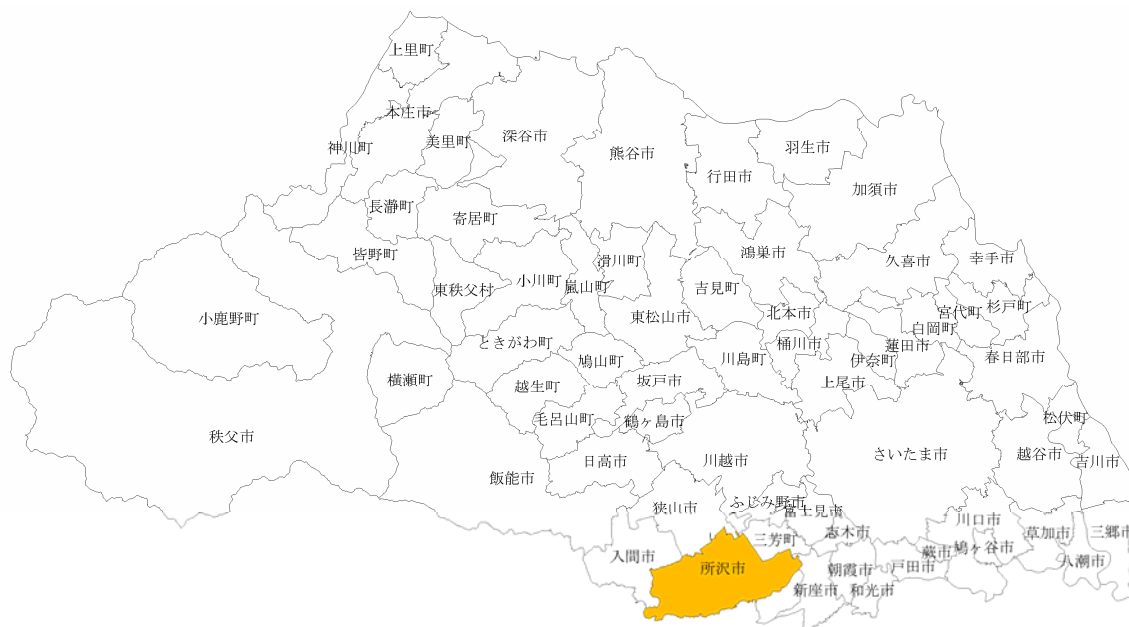 上里町
本庄市
神川町
美里町
深谷市
熊谷市
行田市
羽生市
加須市
長瀞町
寄居町
皆野町
東秩父村
小川町
嵐山町
滑川町
東松山市
吉見町
鴻巣市
久喜市
幸手市
小鹿野町
ときがわ町
鳩山町
川島町
北本市
桶川市
伊奈町
蓮田市
白岡町
宮代町
杉戸町
春日部市
横瀬町
越生町
坂戸市
上尾市
毛呂山町
鶴ヶ島市
松伏町
秩父市
飯能市
日高市
川越市
さいたま市
越谷市
吉川市
狭山市
ふじみ野市
富士見市
三芳町
志木市
川口市
草加市
三郷市
入間市
所沢市
新座市
朝霞市
和光市
戸田市
蕨市
鳩ヶ谷市
八潮市